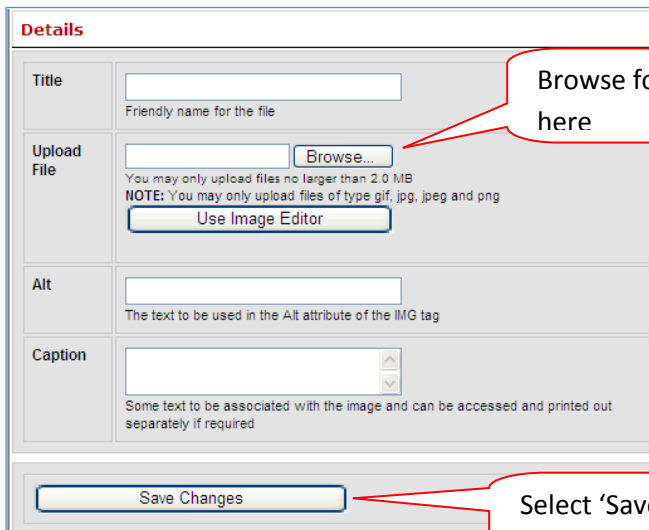 Details
Title
Friendly name for the file
Browse
here
Upload
File
Browse...
You may only upload files no larger than 2.0 MB
NOTE: You may only upload files of type gif, jpg, jpeg and png
Use Image Editor
Alt
The text to be used in the Alt attribute of the IMG tag
Caption
Some text to be associated with the image and can be accessed and printed out
separately if required
Save Changes
Select